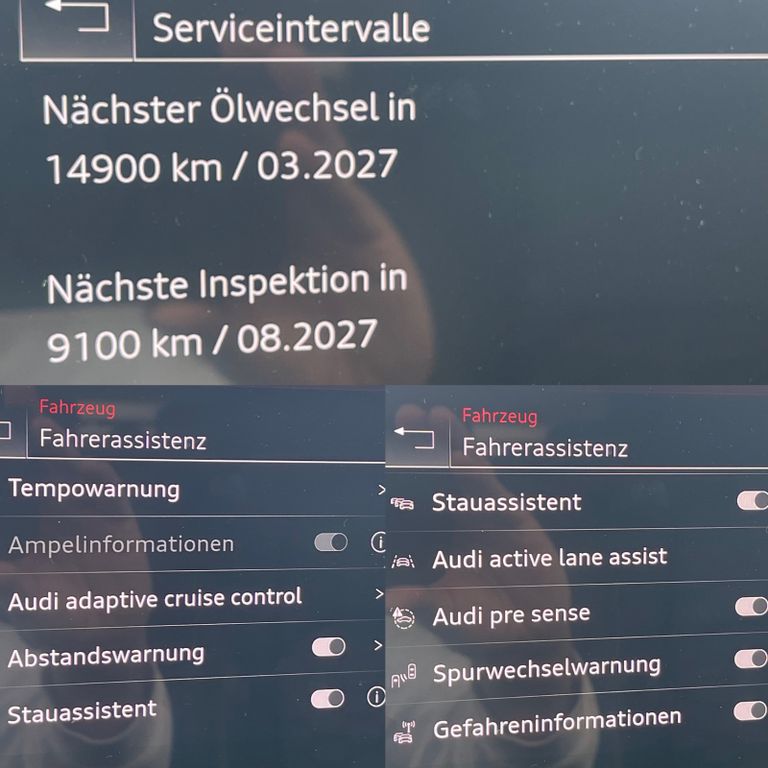 Serviceintervalle
Nächster Ölwechsel in
14900 km / 03.2027
Nächste Inspektion in
9100 km / 08.2027
Fahrzeug
Fahrerassistenz
Tempowarnung
Ampelinformationen
Audi adaptive cruise control
Abstandswarnung
Stauassistent
Fahrzeug
Fahrerassistenz
Stauassistent
Audi active lane assist
Audi pre sense
Spurwechselwarnung
Gefahreninformationen